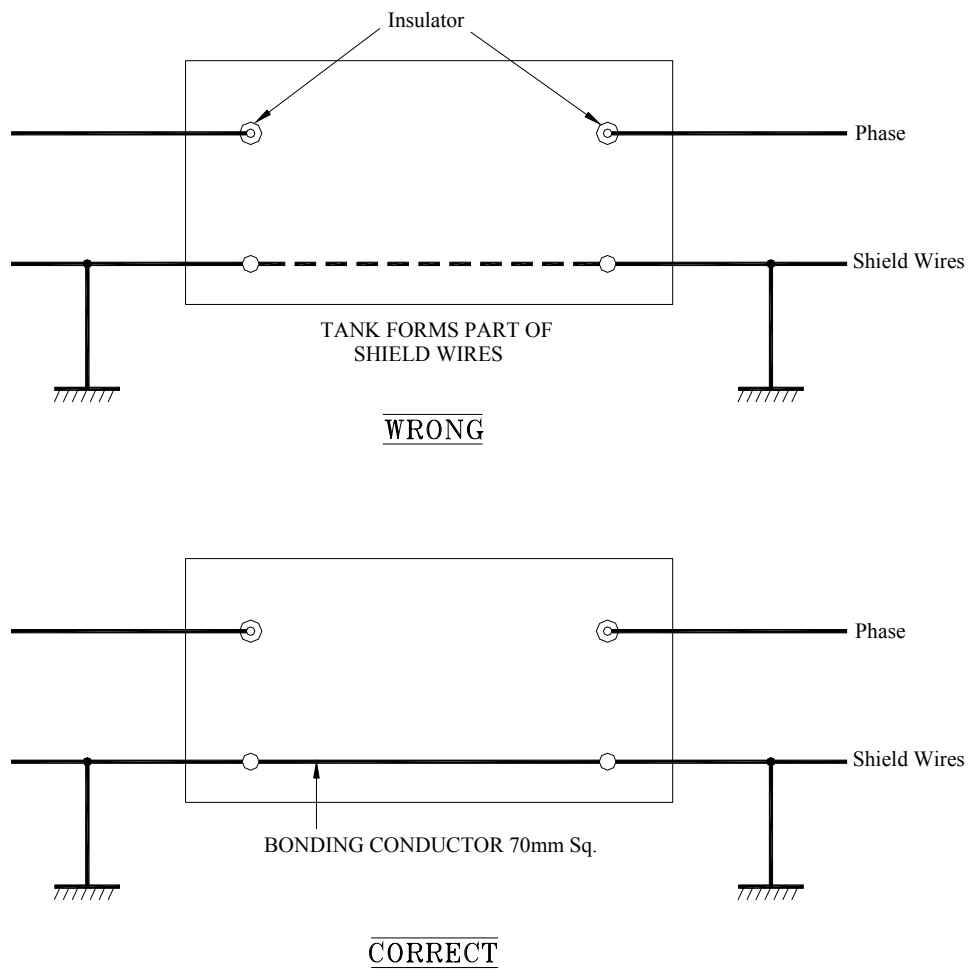 Insulator
Phase
Shield Wires
TANK FORMS PART OF
SHIELD WIRES
WRONG
Phase
Shield Wires
BONDING CONDUCTOR 70mm Sq.
CORRECT